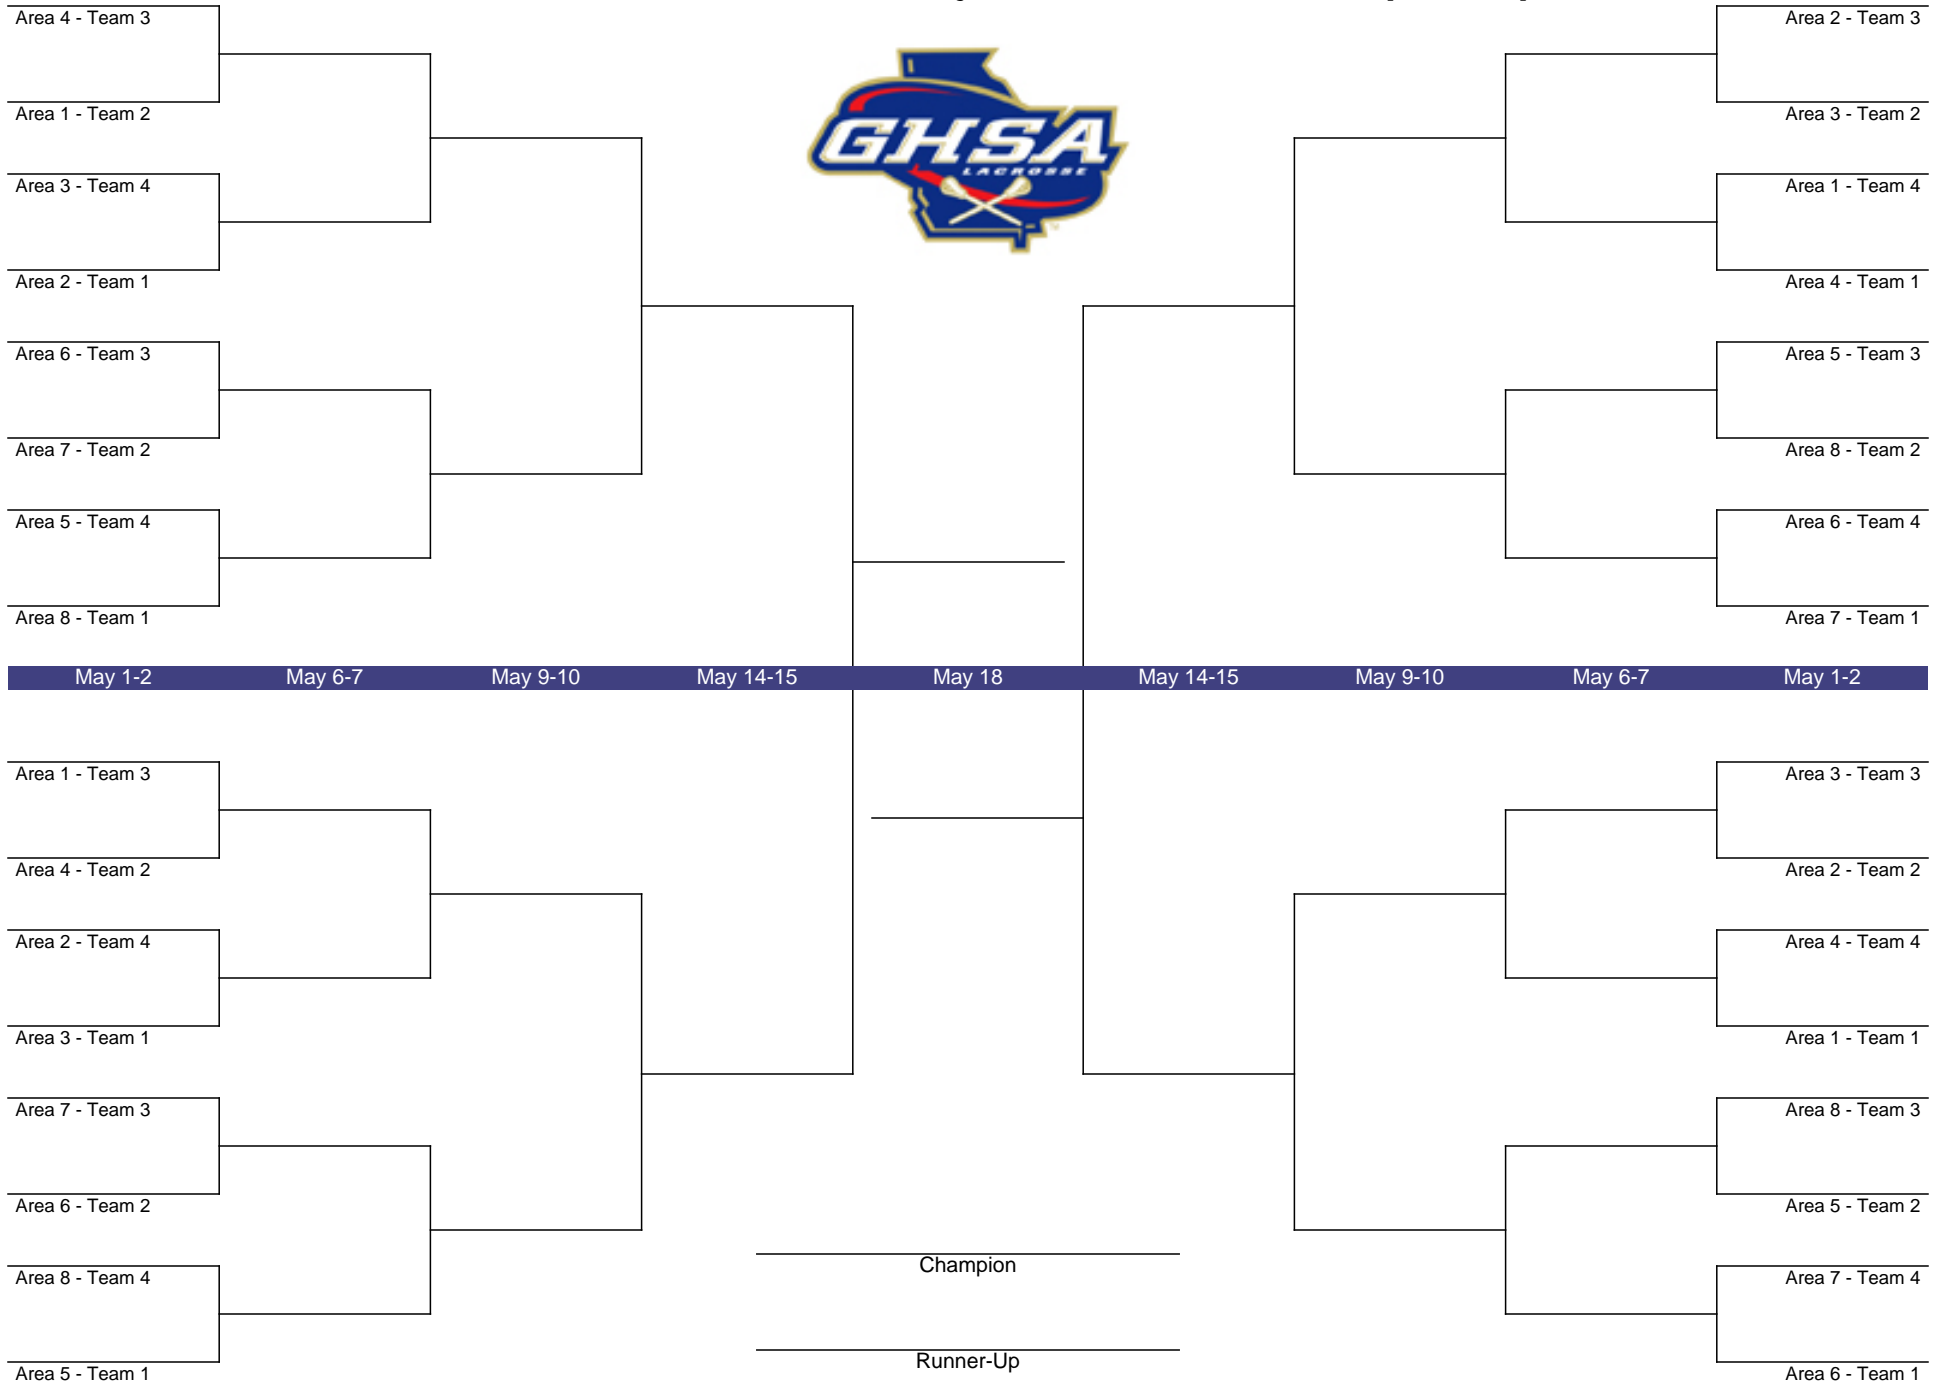 Area 4 - Team 3
Area 1 - Team 2
Area 3 - Team 4
Area 2 - Team 1
Area 6 - Team 3
Area 7 - Team 2
Area 5 - Team 4
Area 8 - Team 1
GHSA
LACROSSE
Area 2 - Team 3
Area 3 - Team 2
Area 1 - Team 4
Area 4 - Team 1
Area 5 - Team 3
Area 8 - Team 2
Area 6 - Team 4
Area 7 - Team 1
May 1-2 May 6-7 May 9-10 May 14-15 May 18 May 14-15 May 9-10 May 6-7 May 1-2
Area 1 - Team 3
Area 4 - Team 2
Area 2 - Team 4
Area 3 - Team 1
Area 7 - Team 3
Area 6 - Team 2
Area 8 - Team 4
Area 5 - Team 1
Champion
Runner-Up
Area 3 - Team 3
Area 2 - Team 2
Area 4 - Team 4
Area 1 - Team 1
Area 8 - Team 3
Area 5 - Team 2
Area 7 - Team 4
Area 6 - Team 1